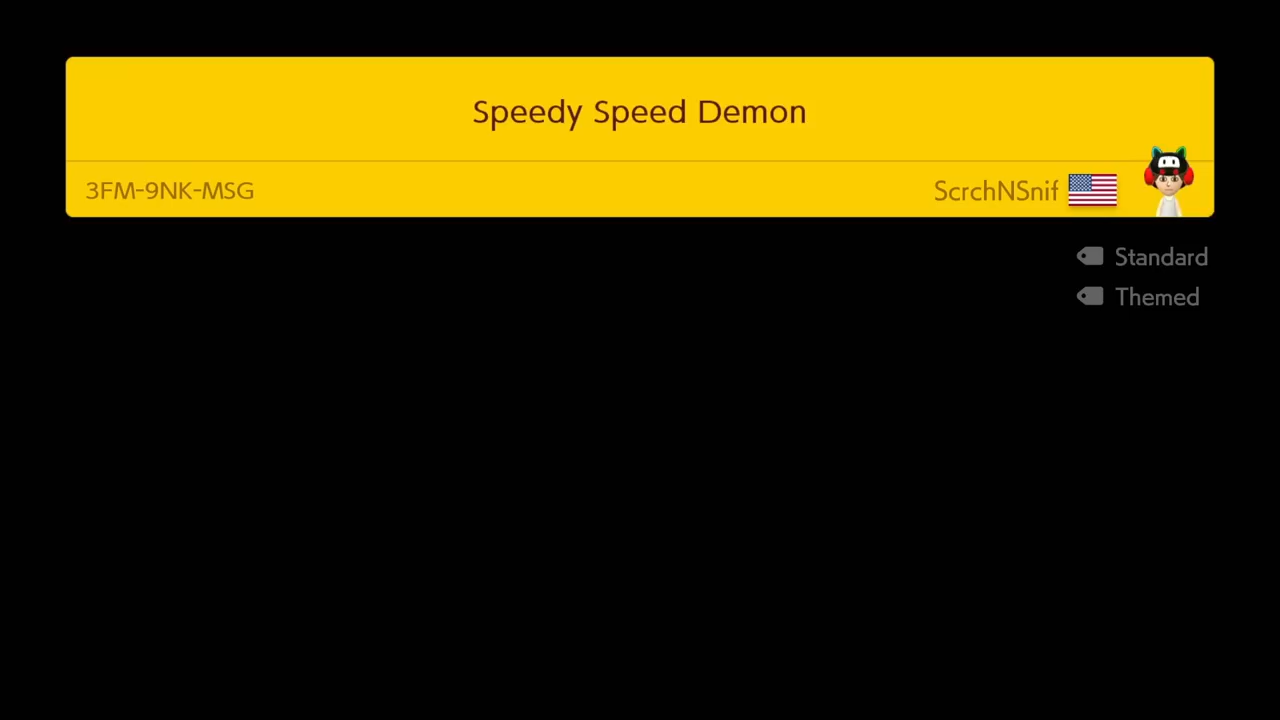 Speedy Speed Demon
3FM-9NK-MSG
ScrchNSnif
Standard
Themed